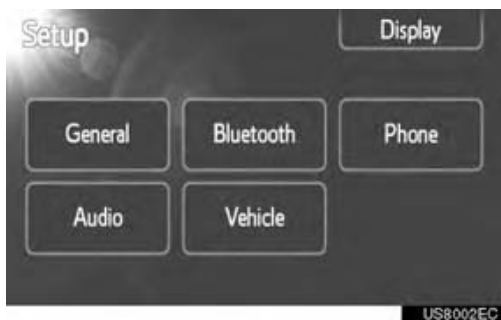 Setup
Display
General
Bluetooth
Phone
Audio
Vehicle
US8002EC